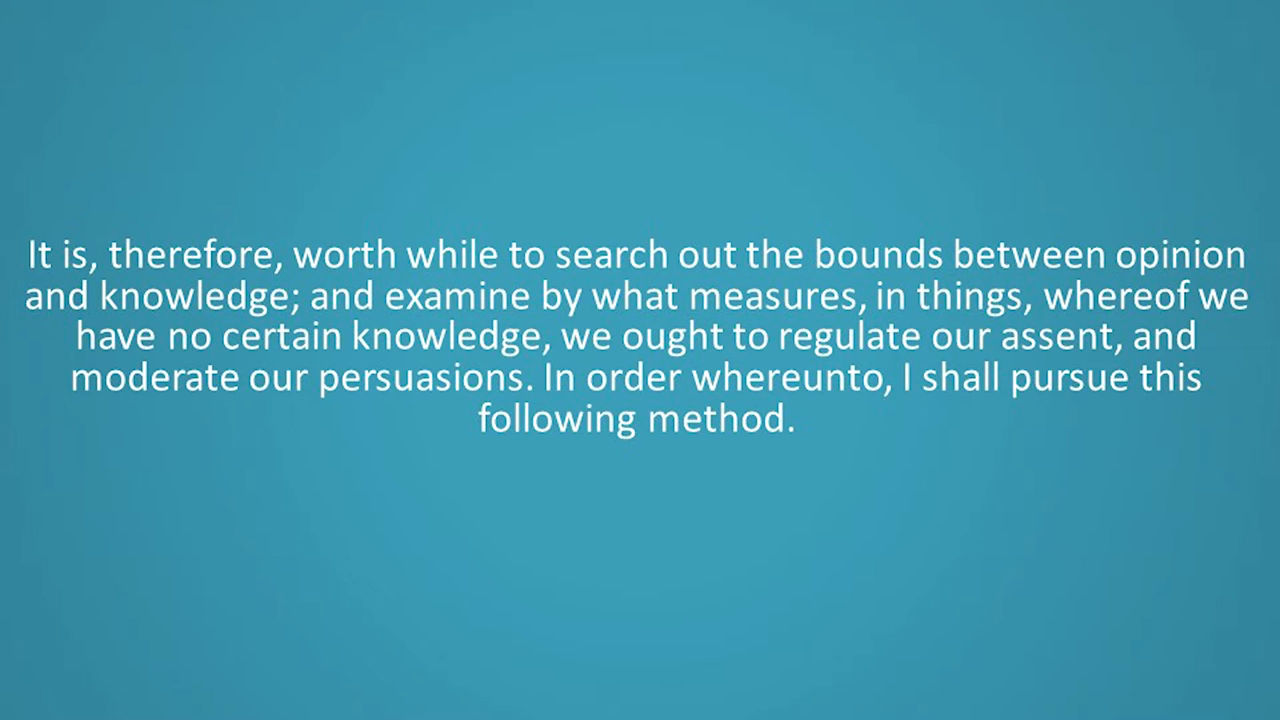 It is, therefore, worth while to search out the bounds between opinion
and knowledge; and examine by what measures, in things, whereof we
have no certain knowledge, we ought to regulate our assent, and
moderate our persuasions. In order whereunto, I shall pursue this
following method.